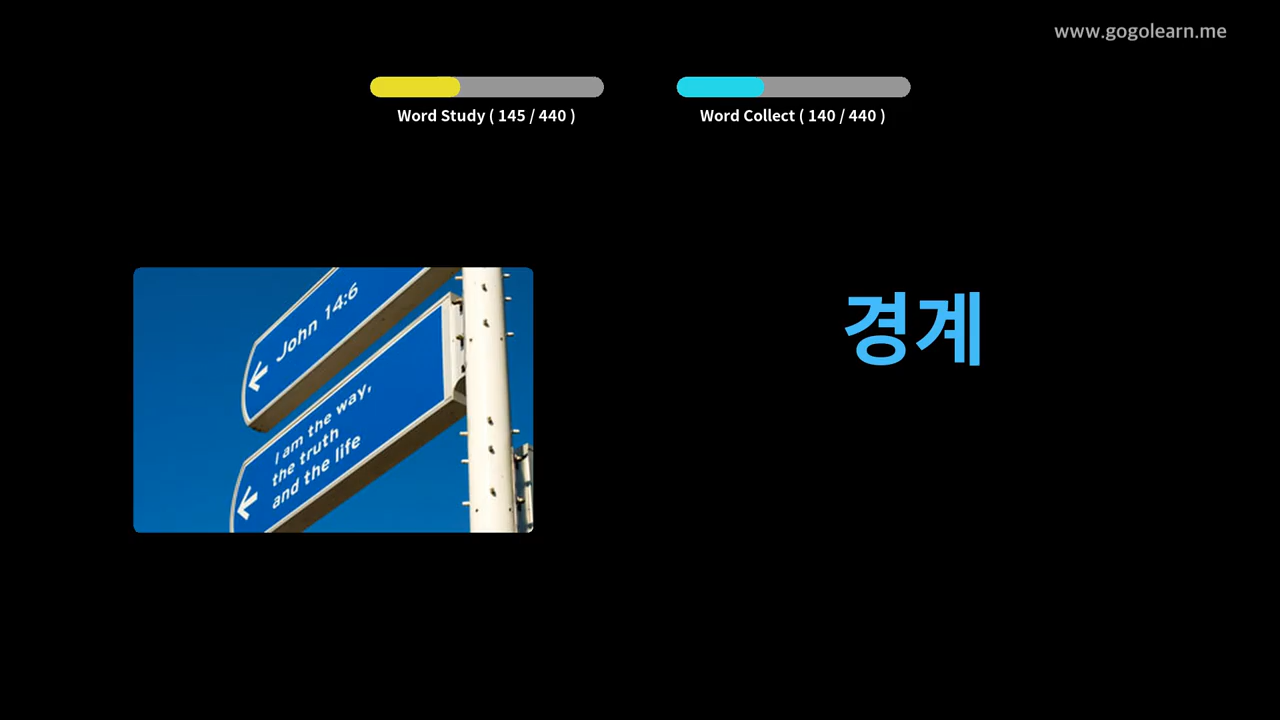 www.gogolearn.me
Word Study ( 145 / 440 )
Word Collect ( 140 / 440 )
John 14:6
I am the way,
the truth
and the life
경계